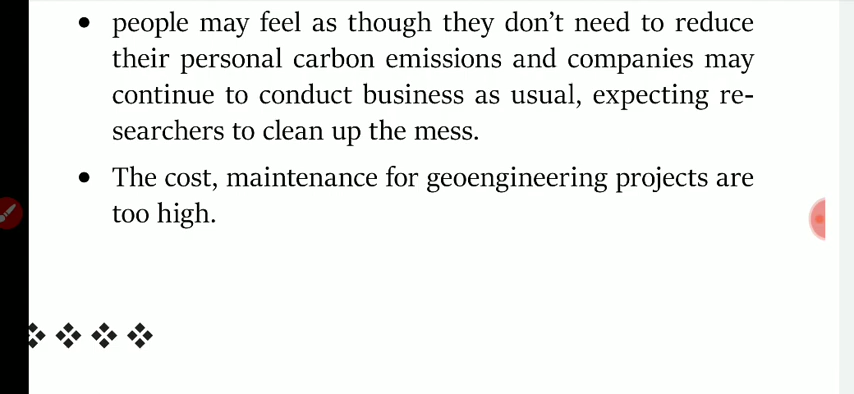 • people may feel as though they don’t need to reduce
their personal carbon emissions and companies may
continue to conduct business as usual, expecting re-
searchers to clean up the mess.
• The cost, maintenance for geoengineering projects are
too high.